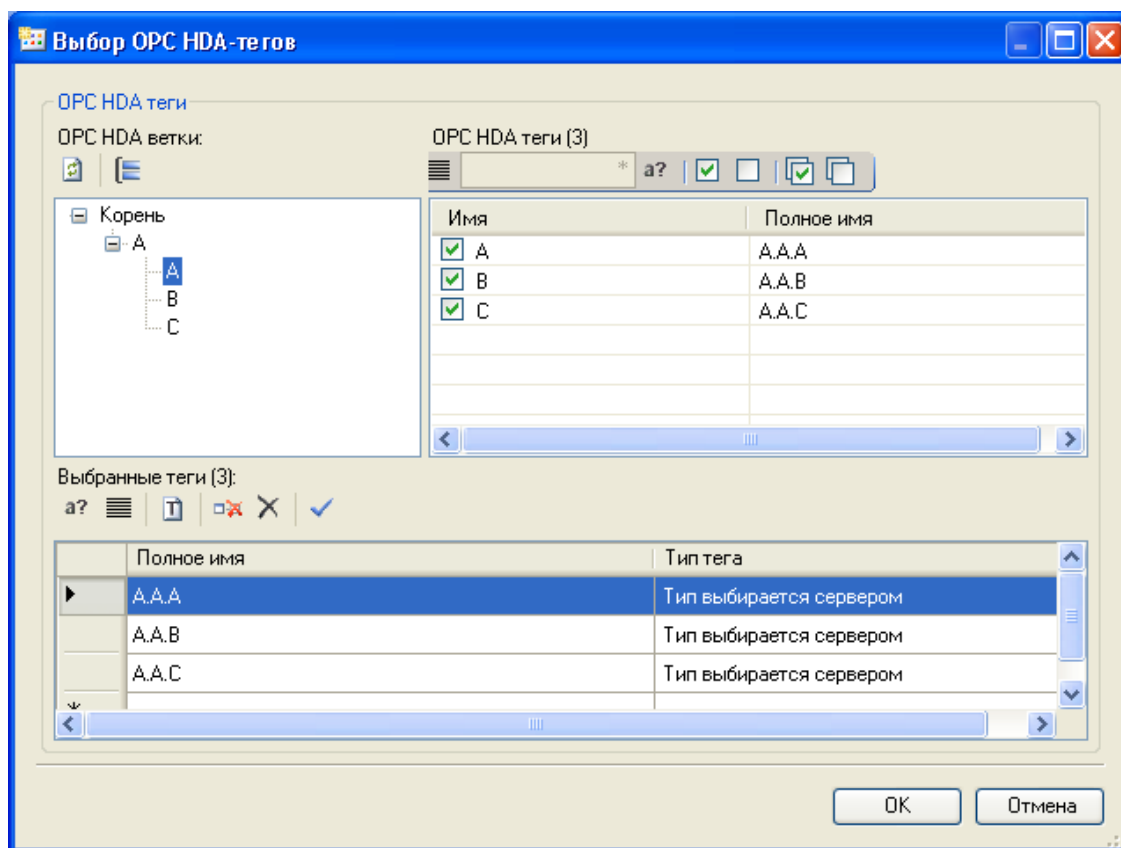 Выбор OPC HDA-тегов
OPC HDA теги
OPC HDA ветки:
OPC HDA теги (3)
* a?
Корень
A
A
B
C
Имя Полное имя
A A.A.A
B A.A.B
C A.A.C
Выбранные теги (3):
a? T
Полное имя Тип тега
A.A.A Тип выбирается сервером
A.A.B Тип выбирается сервером
A.A.C Тип выбирается сервером
*
OK Отмена